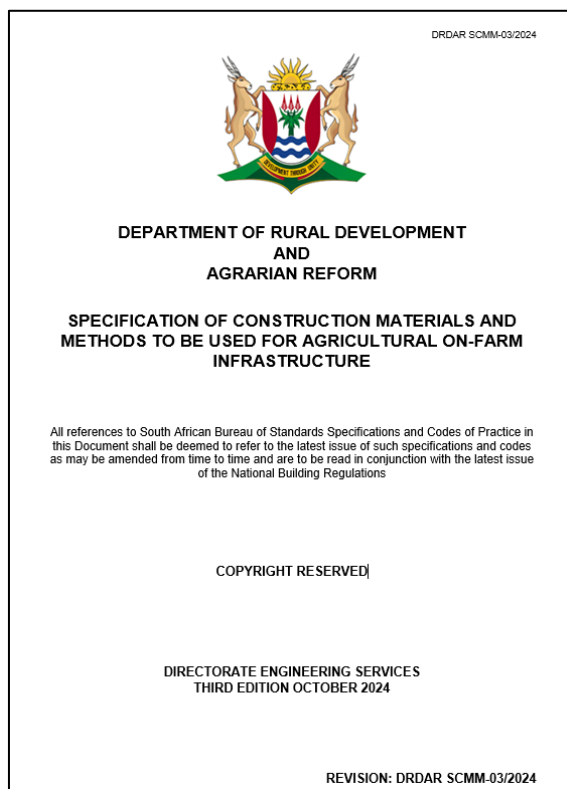 DRDAR SCMM-03/2024
DEVELOPMENT THROUGH UNITY
DEPARTMENT OF RURAL DEVELOPMENT
AND
AGRARIAN REFORM
SPECIFICATION OF CONSTRUCTION MATERIALS AND
METHODS TO BE USED FOR AGRICULTURAL ON-FARM
INFRASTRUCTURE
All references to South African Bureau of Standards Specifications and Codes of Practice in
this Document shall be deemed to refer to the latest issue of such specifications and codes
as may be amended from time to time and are to be read in conjunction with the latest issue
of the National Building Regulations
COPYRIGHT RESERVED
DIRECTORATE ENGINEERING SERVICES
THIRD EDITION OCTOBER 2024
REVISION: DRDAR SCMM-03/2024